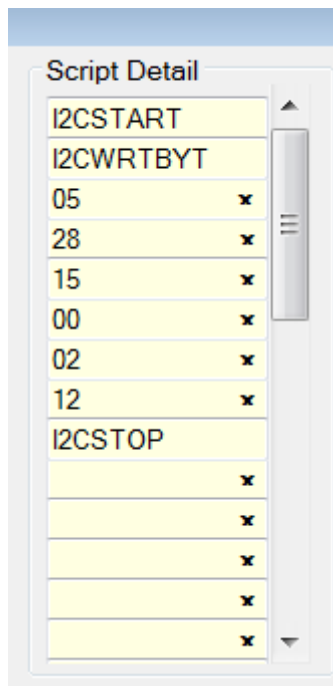 Script Detail
I2CSTART
I2CWRTBYT
05 x
28 x
15 x
00 x
02 x
12 x
I2CSTOP
x
x
x
x
x